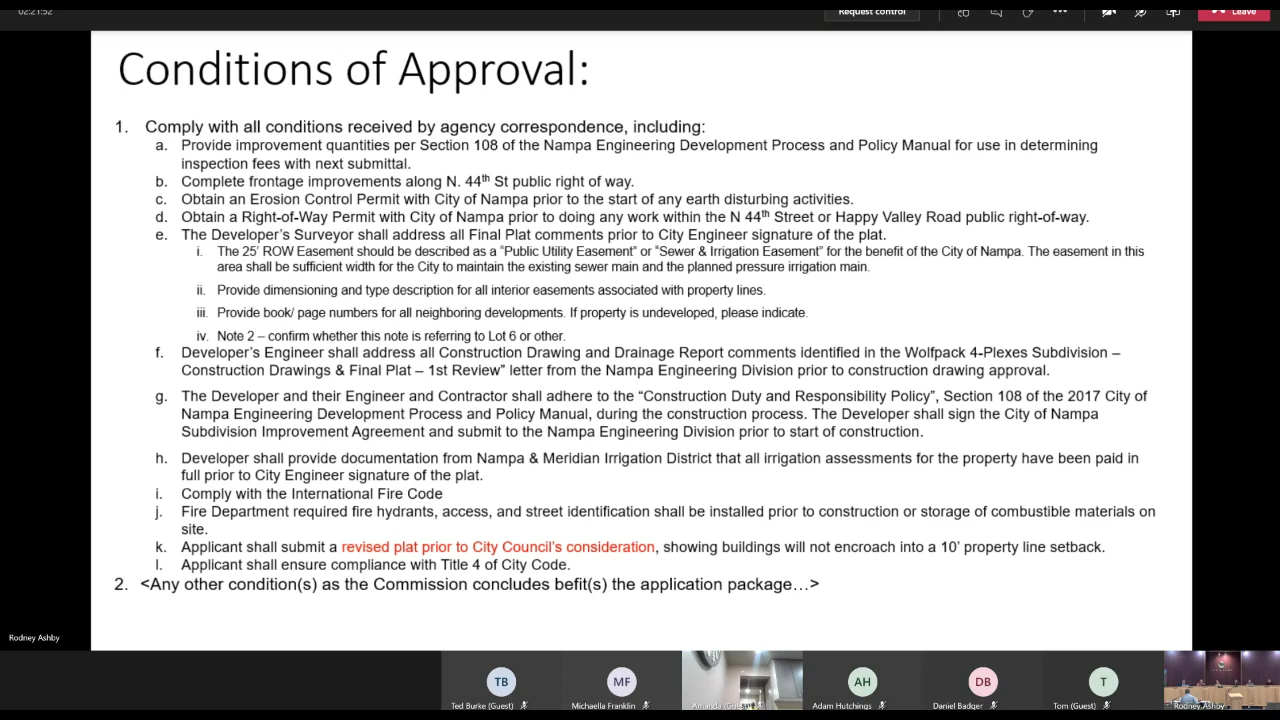 02:21:52
Request control
Leave
Conditions of Approval:
1. Comply with all conditions received by agency correspondence, including:
a. Provide improvement quantities per Section 108 of the Nampa Engineering Development Process and Policy Manual for use in determining
inspection fees with next submittal.
b. Complete frontage improvements along N. 44th St public right of way.
c. Obtain an Erosion Control Permit with City of Nampa prior to the start of any earth disturbing activities.
d. Obtain a Right-of-Way Permit with City of Nampa prior to doing any work within the N 44th Street or Happy Valley Road public right-of-way.
e. The Developer's Surveyor shall address all Final Plat comments prior to City Engineer signature of the plat.
i. The 25' ROW Easement should be described as a “Public Utility Easement” or “Sewer & Irrigation Easement” for the benefit of the City of Nampa. The easement in this
area shall be sufficient width for the City to maintain the existing sewer main and the planned pressure irrigation main.
ii. Provide dimensioning and type description for all interior easements associated with property lines.
iii. Provide book/ page numbers for all neighboring developments. If property is undeveloped, please indicate.
iv. Note 2 – confirm whether this note is referring to Lot 6 or other.
f. Developer's Engineer shall address all Construction Drawing and Drainage Report comments identified in the Wolfpack 4-Plexes Subdivision –
Construction Drawings & Final Plat – 1st Review” letter from the Nampa Engineering Division prior to construction drawing approval.
g. The Developer and their Engineer and Contractor shall adhere to the “Construction Duty and Responsibility Policy”, Section 108 of the 2017 City of
Nampa Engineering Development Process and Policy Manual, during the construction process. The Developer shall sign the City of Nampa
Subdivision Improvement Agreement and submit to the Nampa Engineering Division prior to start of construction.
h. Developer shall provide documentation from Nampa & Meridian Irrigation District that all irrigation assessments for the property have been paid in
full prior to City Engineer signature of the plat.
i. Comply with the International Fire Code
j. Fire Department required fire hydrants, access, and street identification shall be installed prior to construction or storage of combustible materials on
site.
k. Applicant shall submit a revised plat prior to City Council's consideration, showing buildings will not encroach into a 10' property line setback.
l. Applicant shall ensure compliance with Title 4 of City Code.
2. <Any other condition(s) as the Commission concludes befit(s) the application package…>
Rodney Ashby
TB
MF
AH
DB
T
Ted Burke (Guest)
Michaella Franklin
Amanda (Guest)
Adam Hutchings
Daniel Badger
Tom (Guest)
Rodney Ashby